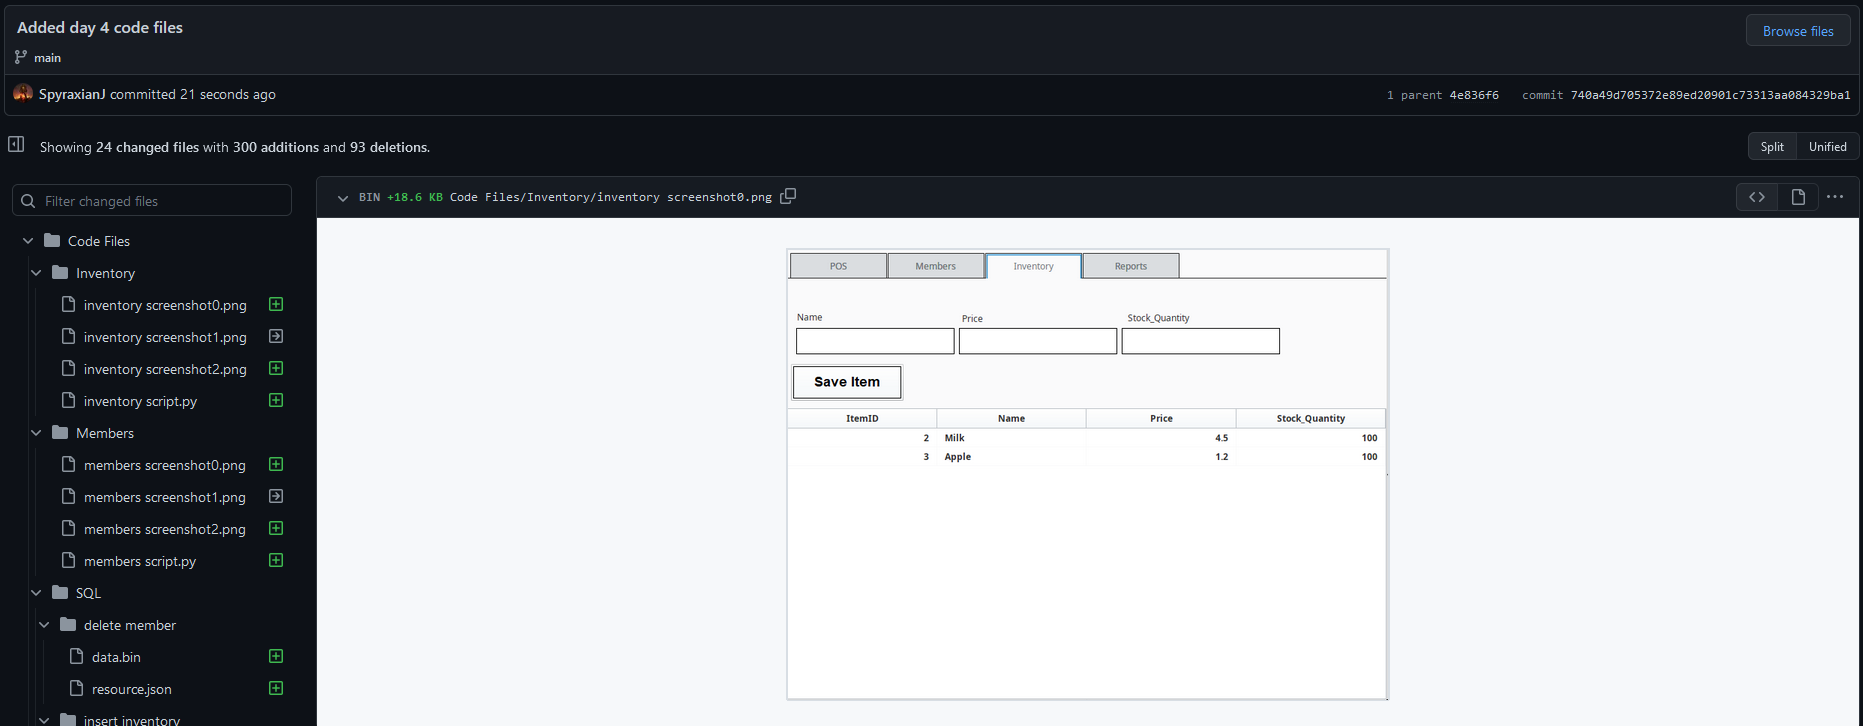 Added day 4 code files
Browse files
main
SpyraxianJ committed 21 seconds ago
1 parent 4e836f6 commit 740a49d705372e89ed20901c73313aa084329ba1
Showing 24 changed files with 300 additions and 93 deletions.
Split Unified
Filter changed files
BIN +18.6 KB Code Files/Inventory/inventory screenshot0.png
Code Files
Inventory
inventory screenshot0.png
inventory screenshot1.png
inventory screenshot2.png
inventory script.py
Members
members screenshot0.png
members screenshot1.png
members screenshot2.png
members script.py
SQL
delete member
data.bin
resource.json
insert inventory
POS Members Inventory Reports
Name Price Stock_Quantity
Save Item
ItemID Name Price Stock_Quantity
2 Milk 4.5 100
3 Apple 1.2 100